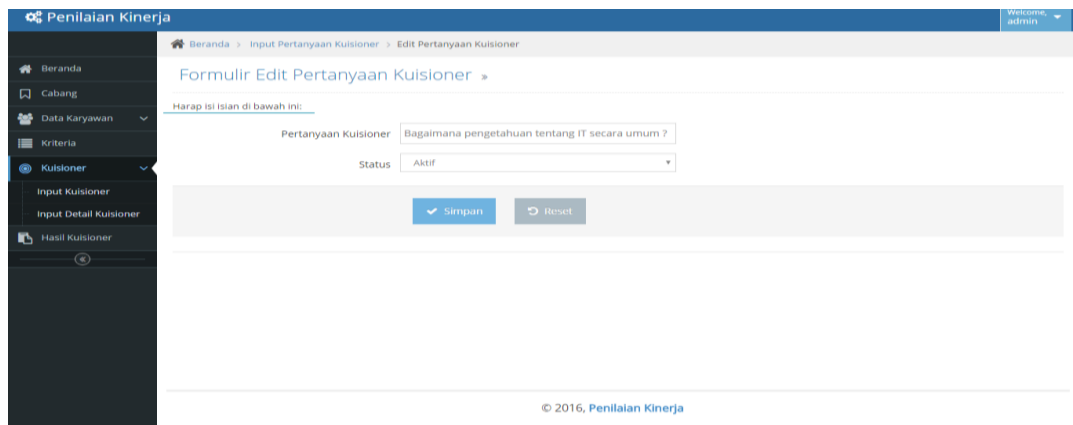 Penilaian Kinerja
Welcome,
admin
Beranda > Input Pertanyaan Kuisioner > Edit Pertanyaan Kuisioner
Beranda
Cabang
Data Karyawan
Kriteria
Kuisioner
Input Kuisioner
Input Detail Kuisioner
Hasil Kuisioner
Formulir Edit Pertanyaan Kuisioner »
Harap isi isian di bawah ini:
Pertanyaan Kuisioner Bagaimana pengetahuan tentang IT secara umum ?
Status Aktif
Simpan Reset
© 2016, Penilaian Kinerja